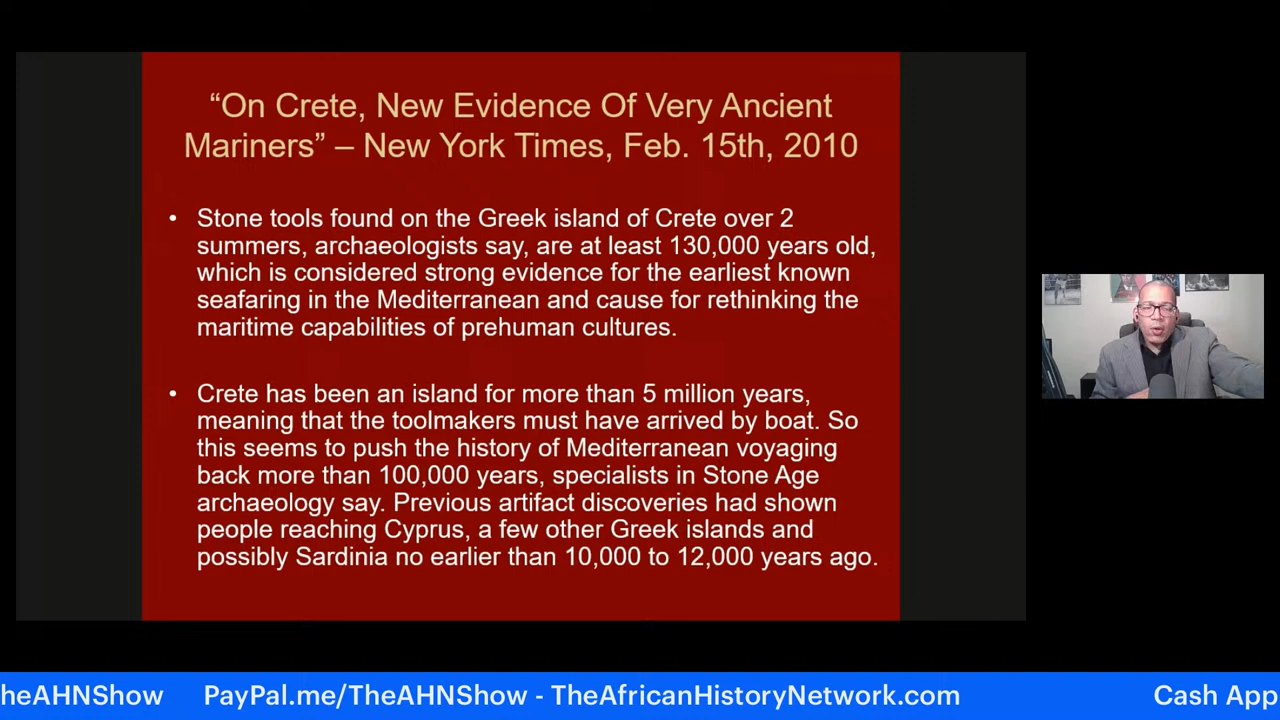 “On Crete, New Evidence Of Very Ancient
Mariners” – New York Times, Feb. 15th, 2010
• Stone tools found on the Greek island of Crete over 2
summers, archaeologists say, are at least 130,000 years old,
which is considered strong evidence for the earliest known
seafaring in the Mediterranean and cause for rethinking the
maritime capabilities of prehuman cultures.
• Crete has been an island for more than 5 million years,
meaning that the toolmakers must have arrived by boat. So
this seems to push the history of Mediterranean voyaging
back more than 100,000 years, specialists in Stone Age
archaeology say. Previous artifact discoveries had shown
people reaching Cyprus, a few other Greek islands and
possibly Sardinia no earlier than 10,000 to 12,000 years ago.
heAHNShow PayPal.me/TheAHNShow - TheAfricanHistoryNetwork.com Cash App